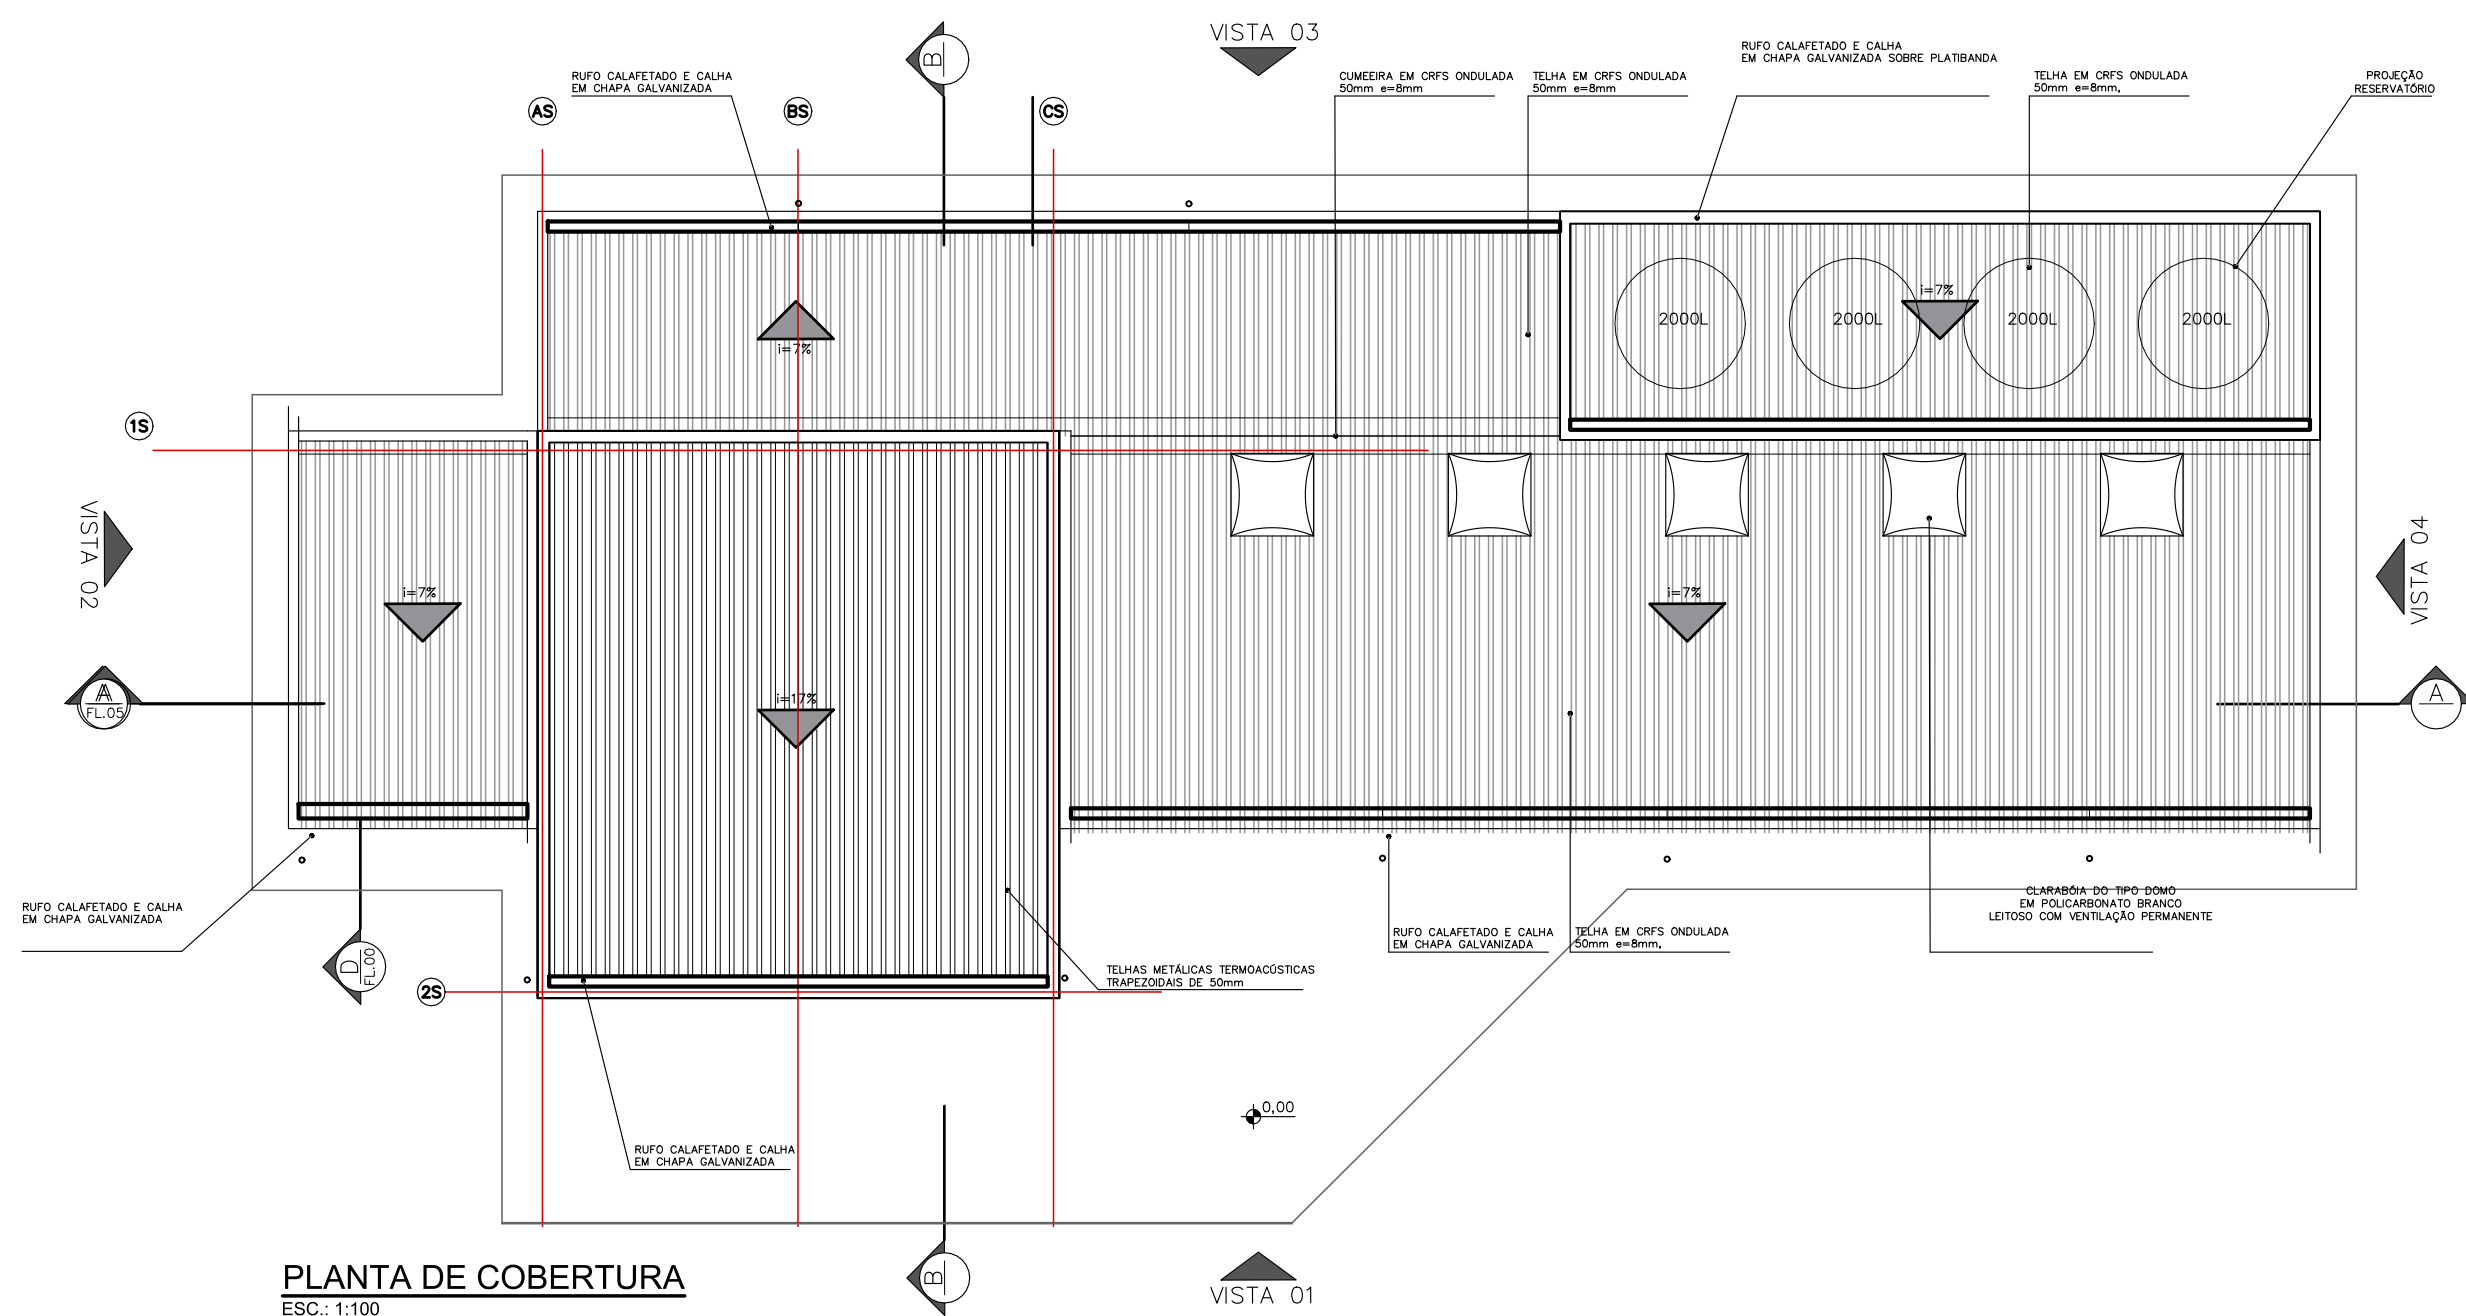 VISTA 03
B
RUFO CALAFETADO E CALHA
EM CHAPA GALVANIZADA
CUMEEIRA EM CRFS ONDULADA
50mm e=8mm
TELHA EM CRFS ONDULADA
50mm e=8mm
RUFO CALAFETADO E CALHA
EM CHAPA GALVANIZADA SOBRE PLATIBANDA
TELHA EM CRFS ONDULADA
50mm e=8mm,
PROJEÇÃO
RESERVATÓRIO
AS
BS
CS
i=7%
2000L
2000L
2000L
2000L
i=7%
1S
VISTA 02
VISTA 04
i=7%
i=7%
i=17%
A
FL.05
A
RUFO CALAFETADO E CALHA
EM CHAPA GALVANIZADA
D
FL.00
2S
CLARABÓIA DO TIPO DOMO
EM POLICARBONATO BRANCO
LEITOSO COM VENTILAÇÃO PERMANENTE
RUFO CALAFETADO E CALHA
EM CHAPA GALVANIZADA
TELHA EM CRFS ONDULADA
50mm e=8mm,
TELHAS METÁLICAS TERMOACÚSTICAS
TRAPEZOIDAIS DE 50mm
0,00
RUFO CALAFETADO E CALHA
EM CHAPA GALVANIZADA
B
VISTA 01
PLANTA DE COBERTURA
ESC.: 1:100